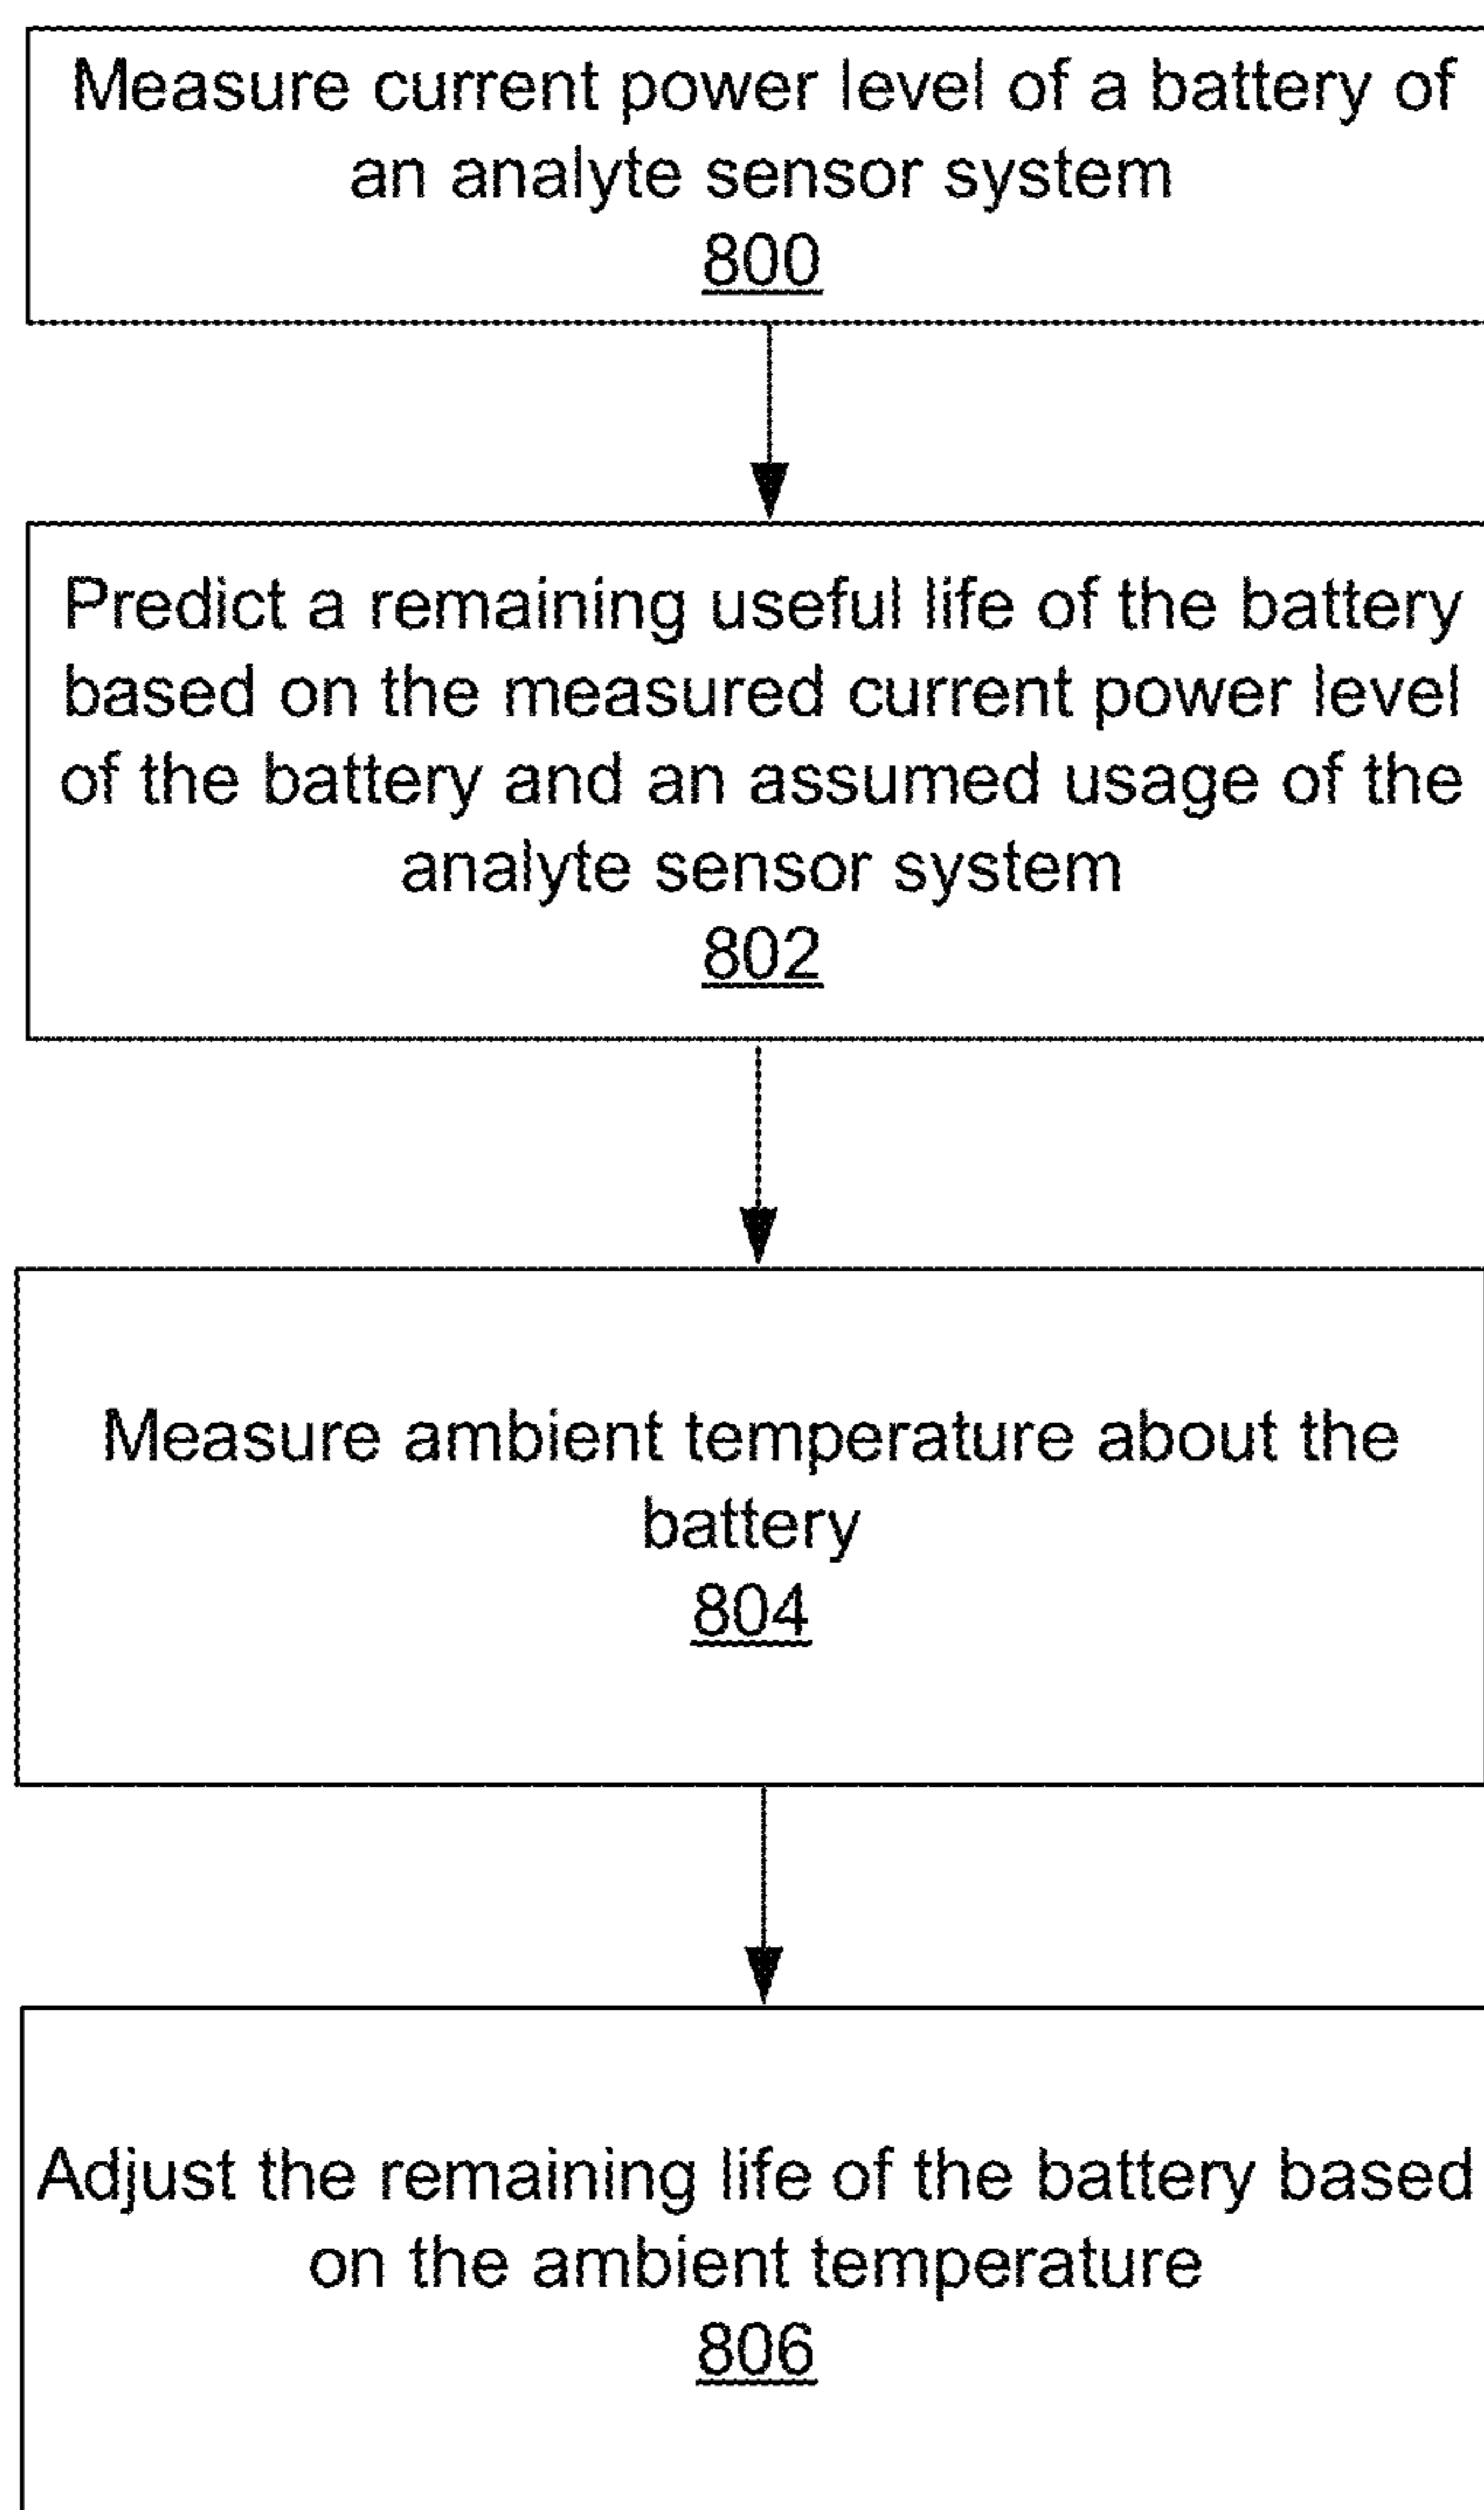 Measure current power level of a battery of
an analyte sensor system
800
Predict a remaining useful life of the battery
based on the measured current power level
of the battery and an assumed usage of the
analyte sensor system
802
Measure ambient temperature about the
battery
804
Adjust the remaining life of the battery based
on the ambient temperature
806